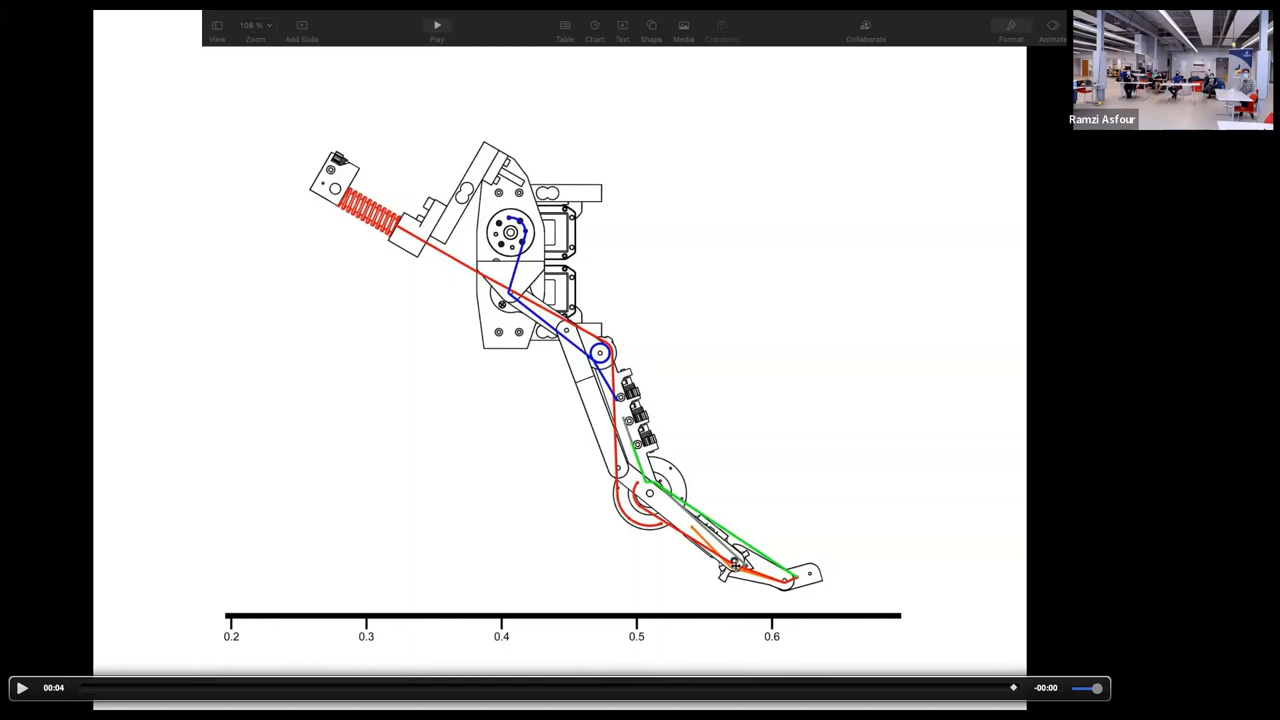 108 %
View
Zoom
Add Slide
Play
Table
Chart
Text
Shape
Media
Comment
Collaborate
Format
Animate
Ramzi Asfour
0.2
0.3
0.4
0.5
0.6
00:04
-00:00